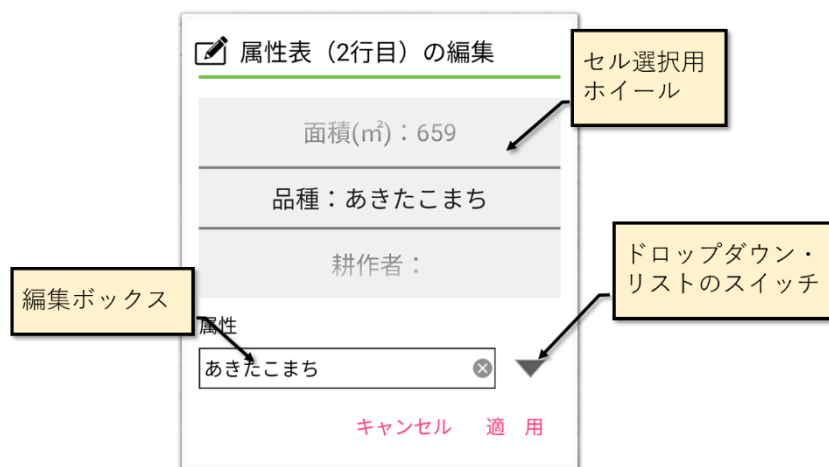 属性表（2行目）の編集
セル選択用
ホイール
面積(㎡)：659
品種：あきたこまち
耕作者：
ドロップダウン・
リストのスイッチ
編集ボックス
属性
あきたこまち
キャンセル 適 用